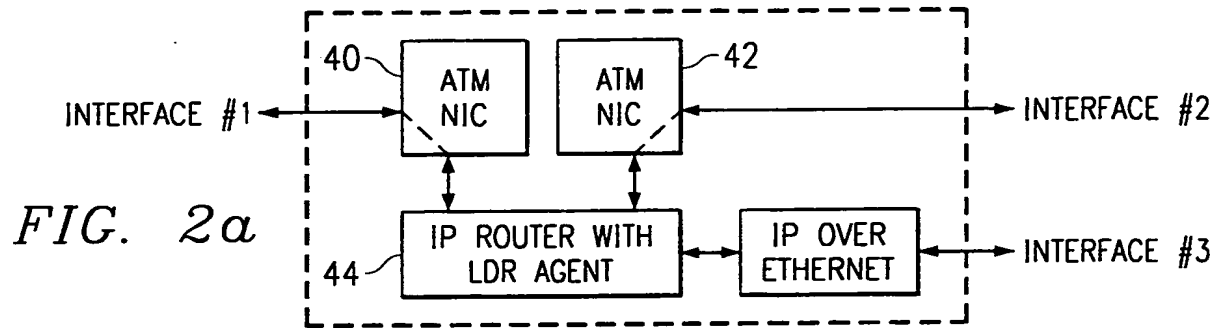 40
ATM
NIC
42
ATM
NIC
INTERFACE #1
INTERFACE #2
FIG. 2a
44
IP ROUTER WITH
LDR AGENT
IP OVER
ETHERNET
INTERFACE #3